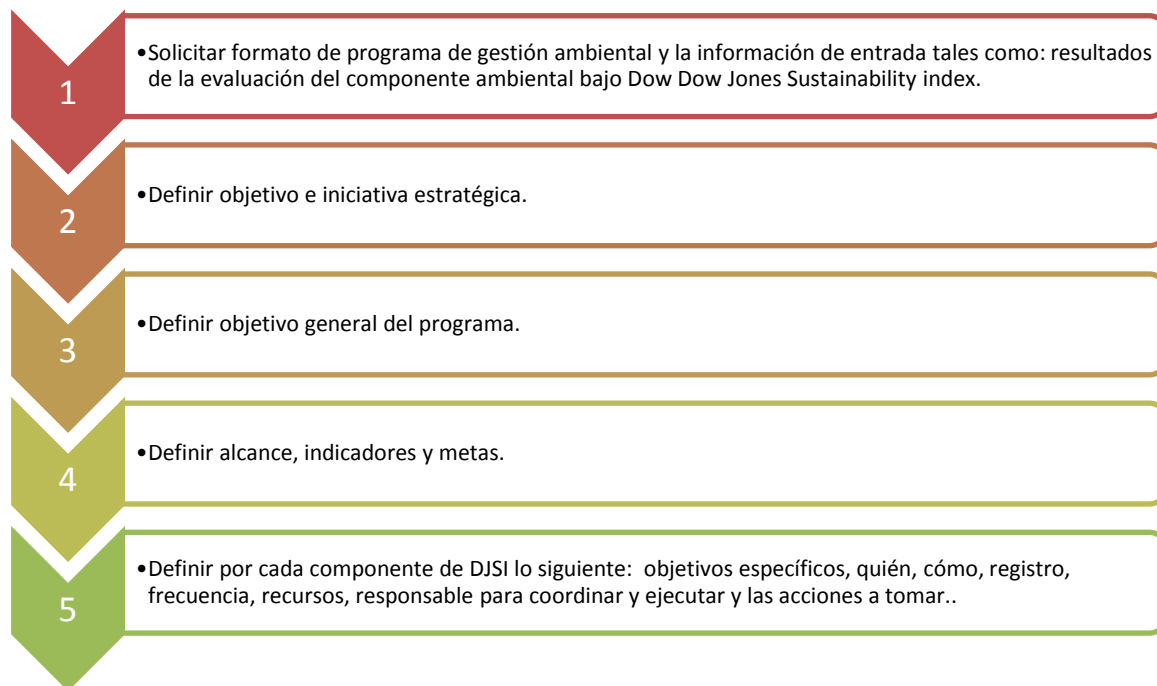 1
•Solicitar formato de programa de gestión ambiental y la información de entrada tales como: resultados
de la evaluación del componente ambiental bajo Dow Dow Jones Sustainability index.
2
•Definir objetivo e iniciativa estratégica.
3
•Definir objetivo general del programa.
4
•Definir alcance, indicadores y metas.
5
•Definir por cada componente de DJSI lo siguiente:  objetivos específicos, quién, cómo, registro,
frecuencia, recursos, responsable para coordinar y ejecutar y las acciones a tomar..